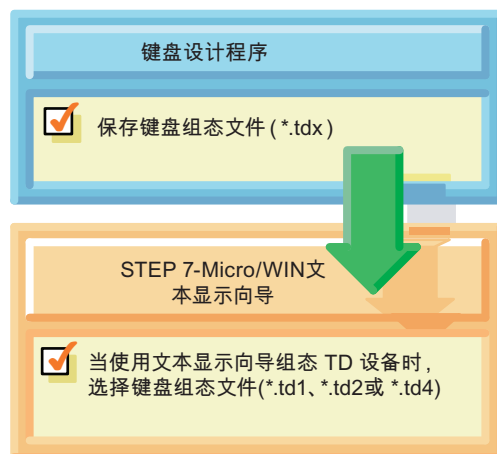 键盘设计程序
保存键盘组态文件 ( *.tdx )
STEP 7-Micro/WIN文
本显示向导
当使用文本显示向导组态 TD 设备时，
选择键盘组态文件(*.td1、*.td2或 *.td4)